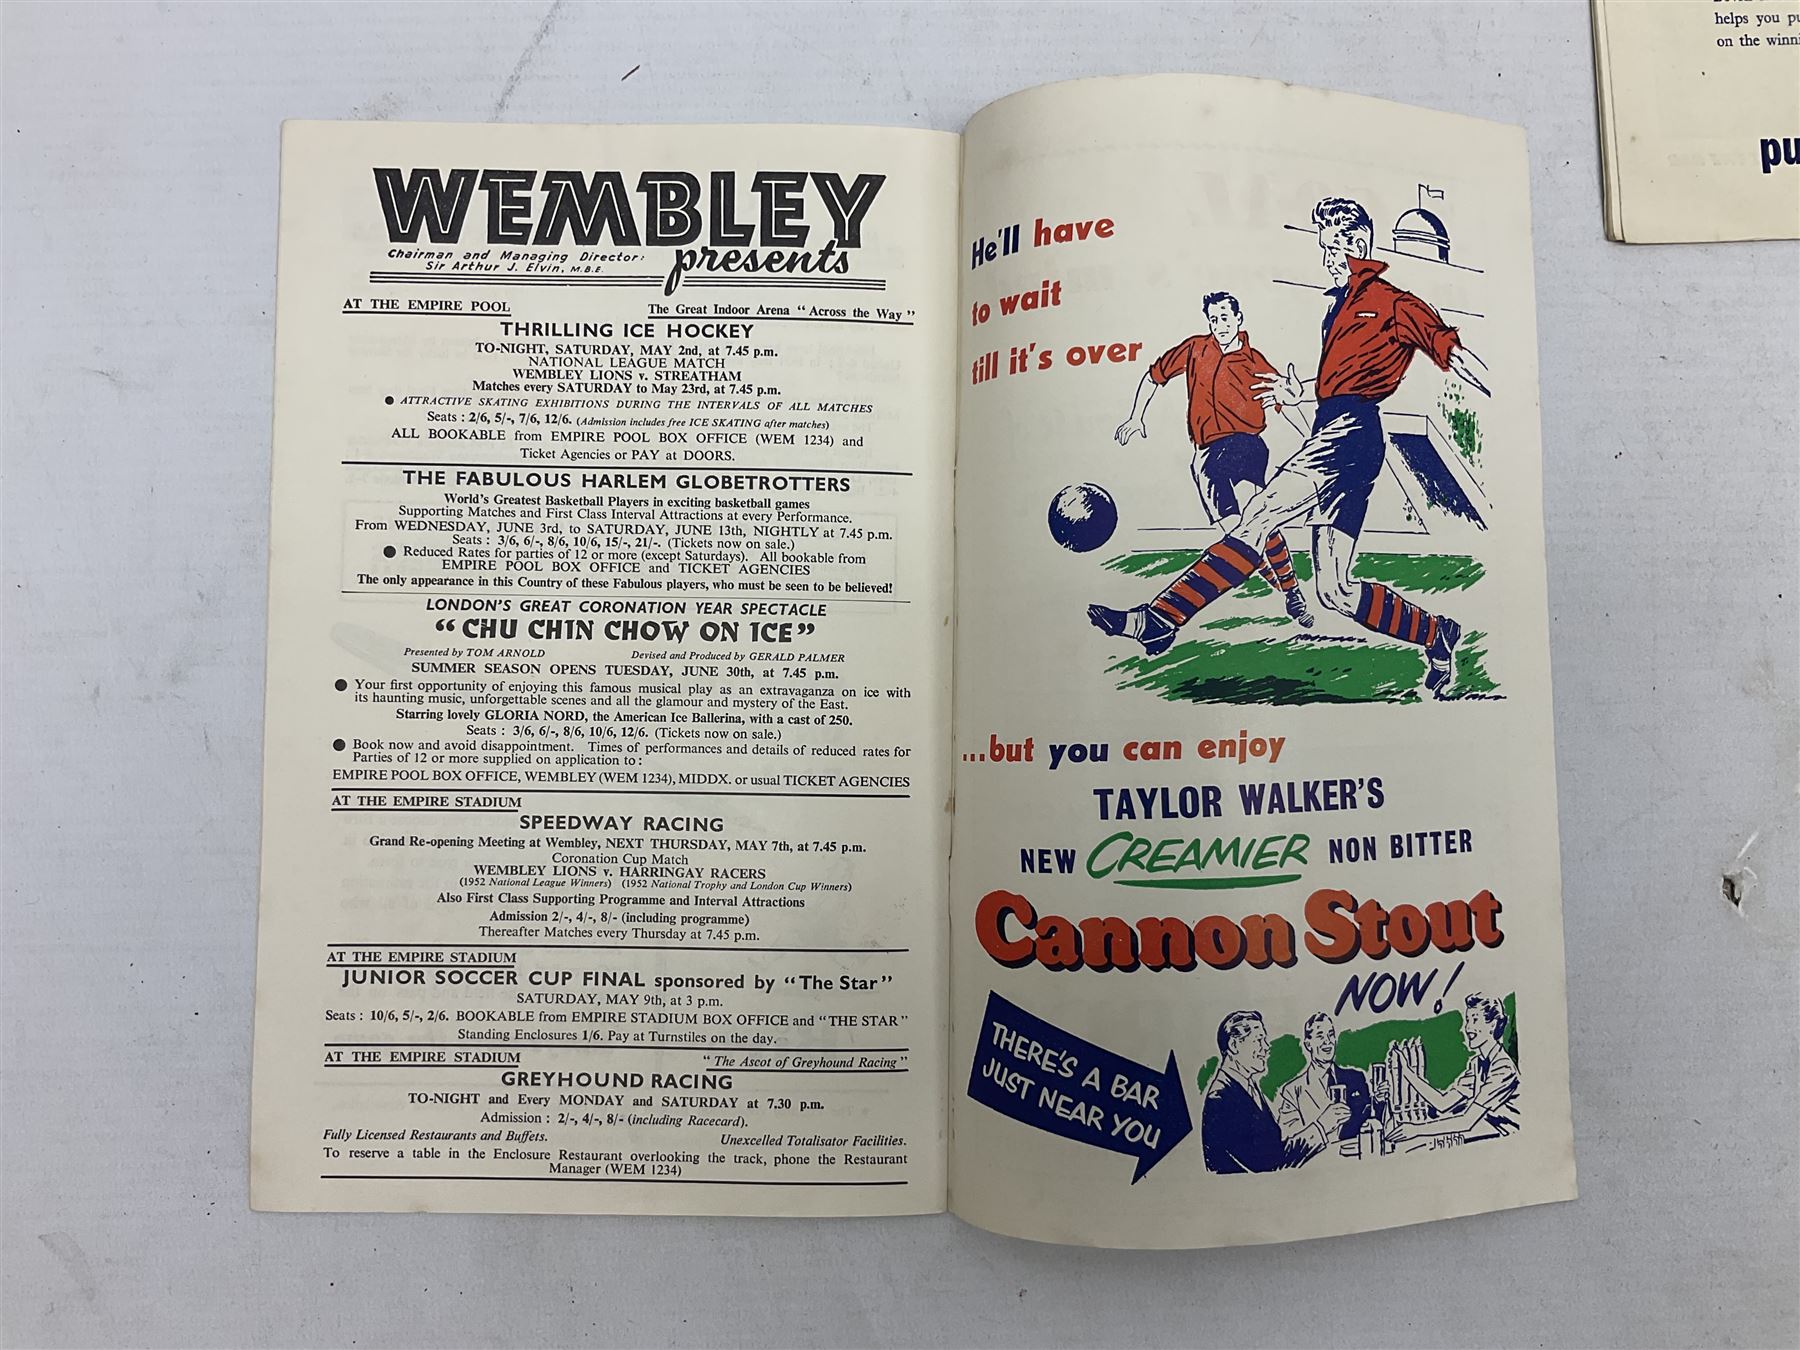 WEMBLEY
presents
Chairman and Managing Director:
Sir Arthur J. Elvin, M.B.E.
AT THE EMPIRE POOL
The Great Indoor Arena "Across the Way"
THRILLING ICE HOCKEY
TO-NIGHT, SATURDAY, MAY 2nd, at 7.45 p.m.
NATIONAL LEAGUE MATCH
WEMBLEY LIONS v. STREATHAM
Matches every SATURDAY to May 23rd, at 7.45 p.m.
● ATTRACTIVE SKATING EXHIBITIONS DURING THE INTERVALS OF ALL MATCHES
Seats : 2/6, 5/-, 7/6, 12/6. (Admission includes free ICE SKATING after matches)
ALL BOOKABLE from EMPIRE POOL BOX OFFICE (WEM 1234) and
Ticket Agencies or PAY at DOORS.
THE FABULOUS HARLEM GLOBETROTTERS
World's Greatest Basketball Players in exciting basketball games
Supporting Matches and First Class Interval Attractions at every Performance.
From WEDNESDAY, JUNE 3rd, to SATURDAY, JUNE 13th, NIGHTLY at 7.45 p.m.
Seats : 3/6, 6/-, 8/6, 10/6, 15/-, 21/-. (Tickets now on sale.)
● Reduced Rates for parties of 12 or more (except Saturdays). All bookable from
EMPIRE POOL BOX OFFICE and TICKET AGENCIES
The only appearance in this Country of these Fabulous players, who must be seen to be believed!
LONDON'S GREAT CORONATION YEAR SPECTACLE
"CHU CHIN CHOW ON ICE"
Presented by TOM ARNOLD Devised and Produced by GERALD PALMER
SUMMER SEASON OPENS TUESDAY, JUNE 30th, at 7.45 p.m.
● Your first opportunity of enjoying this famous musical play as an extravaganza on ice with
its haunting music, unforgettable scenes and all the glamour and mystery of the East.
Starring lovely GLORIA NORD, the American Ice Ballerina, with a cast of 250.
Seats : 3/6, 6/-, 8/6, 10/6, 12/6. (Tickets now on sale.)
● Book now and avoid disappointment. Times of performances and details of reduced rates for
Parties of 12 or more supplied on application to :
EMPIRE POOL BOX OFFICE, WEMBLEY (WEM 1234), MIDDX. or usual TICKET AGENCIES
AT THE EMPIRE STADIUM
SPEEDWAY RACING
Grand Re-opening Meeting at Wembley, NEXT THURSDAY, MAY 7th, at 7.45 p.m.
Coronation Cup Match
WEMBLEY LIONS v. HARRINGAY RACERS
(1952 National League Winners) (1952 National Trophy and London Cup Winners)
Also First Class Supporting Programme and Interval Attractions
Admission 2/-, 4/-, 8/- (including programme)
Thereafter Matches every Thursday at 7.45 p.m.
AT THE EMPIRE STADIUM
JUNIOR SOCCER CUP FINAL sponsored by "The Star"
SATURDAY, MAY 9th, at 3 p.m.
Seats : 10/6, 5/-, 2/6. BOOKABLE from EMPIRE STADIUM BOX OFFICE and "THE STAR"
Standing Enclosures 1/6. Pay at Turnstiles on the day.
AT THE EMPIRE STADIUM
"The Ascot of Greyhound Racing"
GREYHOUND RACING
TO-NIGHT and Every MONDAY and SATURDAY at 7.30 p.m.
Admission : 2/-, 4/-, 8/- (including Racecard).
Fully Licensed Restaurants and Buffets. Unexcelled Totalisator Facilities.
To reserve a table in the Enclosure Restaurant overlooking the track, phone the Restaurant
Manager (WEM 1234)
He'll have
to wait
till it's over
...but you can enjoy
TAYLOR WALKER'S
NEW CREAMIER NON BITTER
Cannon Stout
NOW!
THERE'S A BAR
JUST NEAR YOU
helps you
on the